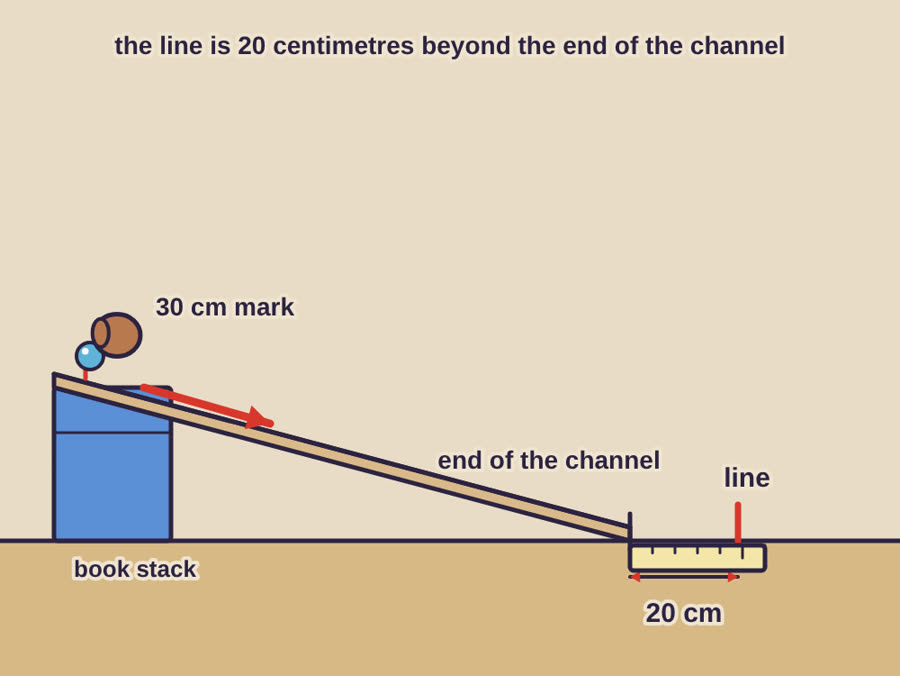 the line is 20 centimetres beyond the end of the channel
30 cm mark
end of the channel
line
book stack
20 cm